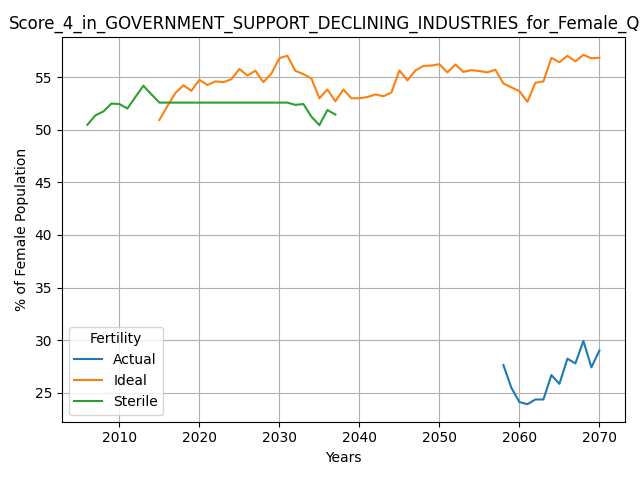 Score_4_in_GOVERNMENT_SUPPORT_DECLINING_INDUSTRIES_for_Female_Q
% of Female Population
55
50
45
40
35
30
25
Fertility
Actual
Ideal
Sterile
2010 2020 2030 2040 2050 2060 2070
Years